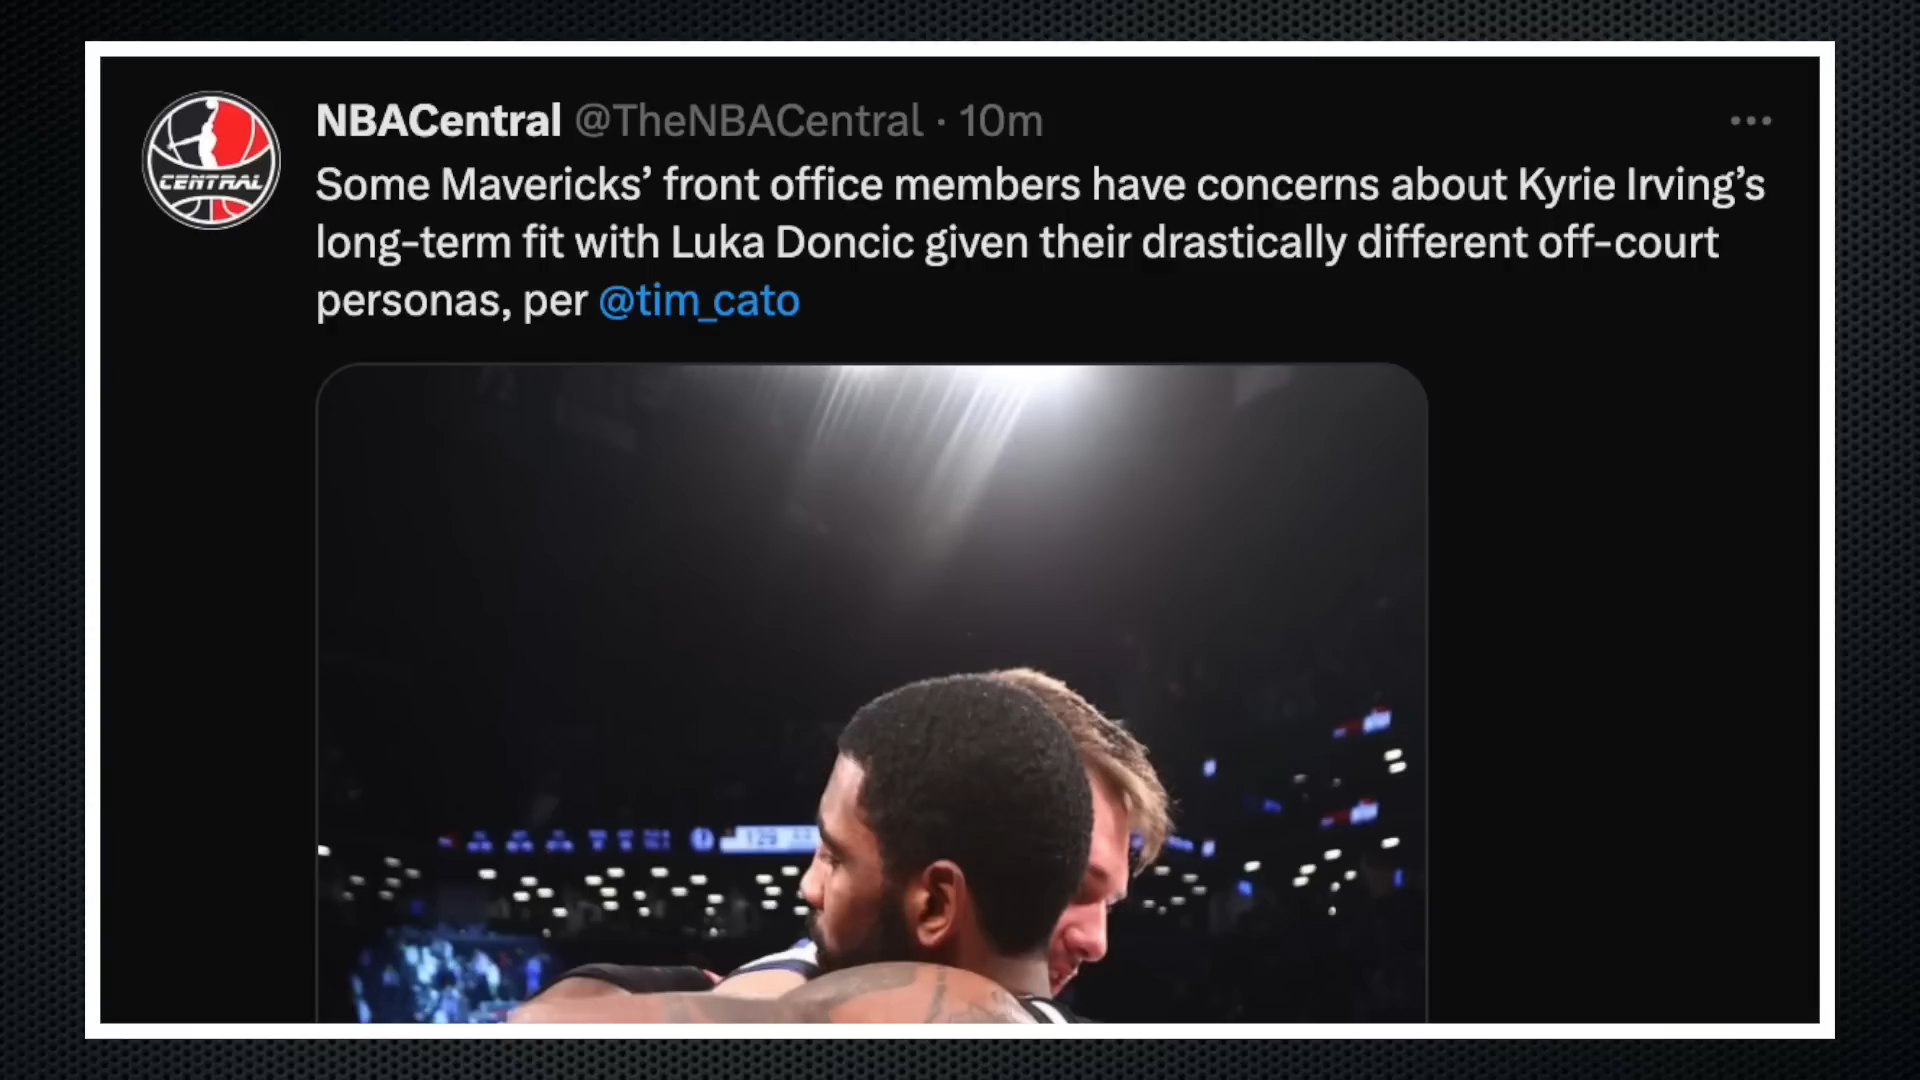 NBACentral @TheNBACentral · 10m
Some Mavericks’ front office members have concerns about Kyrie Irving’s
long-term fit with Luka Doncic given their drastically different off-court
personas, per @tim_cato
CENTRAL